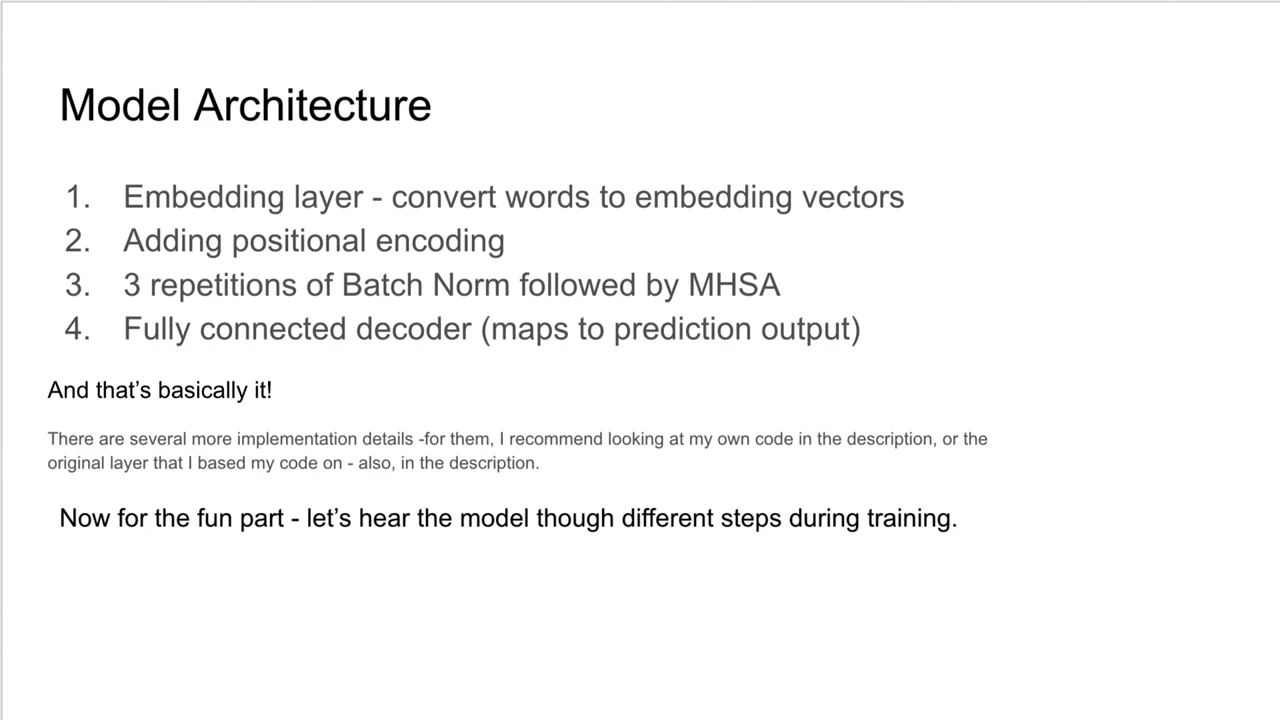 Model Architecture
1. Embedding layer - convert words to embedding vectors
2. Adding positional encoding
3. 3 repetitions of Batch Norm followed by MHSA
4. Fully connected decoder (maps to prediction output)
And that’s basically it!
There are several more implementation details -for them, I recommend looking at my own code in the description, or the
original layer that I based my code on - also, in the description.
Now for the fun part - let’s hear the model though different steps during training.